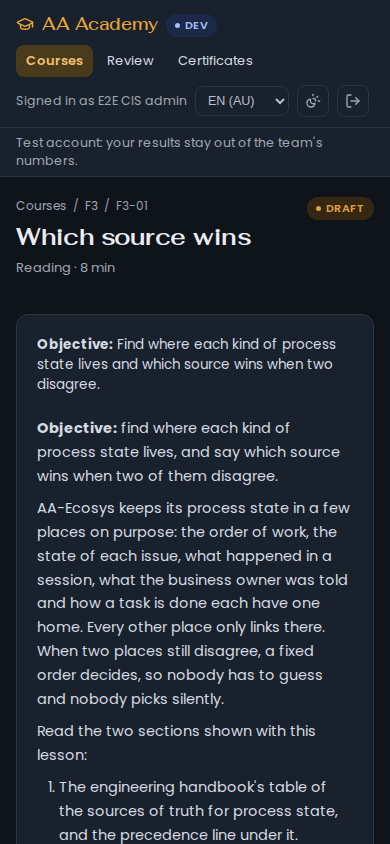 AA Academy
DEV
Courses
Review
Certificates
Signed in as E2E CIS admin
EN (AU)
Test account: your results stay out of the team's
numbers.
Courses / F3 / F3-01
DRAFT
Which source wins
Reading · 8 min
Objective: Find where each kind of process
state lives and which source wins when two
disagree.
Objective: find where each kind of
process state lives, and say which source
wins when two of them disagree.
AA-Ecosys keeps its process state in a few
places on purpose: the order of work, the
state of each issue, what happened in a
session, what the business owner was told
and how a task is done each have one
home. Every other place only links there.
When two places still disagree, a fixed
order decides, so nobody has to guess
and nobody picks silently.
Read the two sections shown with this
lesson:
1. The engineering handbook's table of
the sources of truth for process state,
and the precedence line under it.